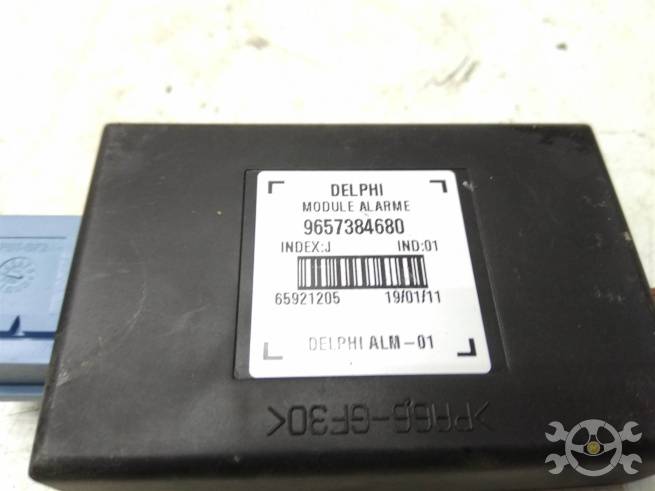 DELPHI
MODULE ALARME
9657384680
INDEX:J IND:01
65921205 19/01/11
DELPHI ALM-01
>PA66-GF30<